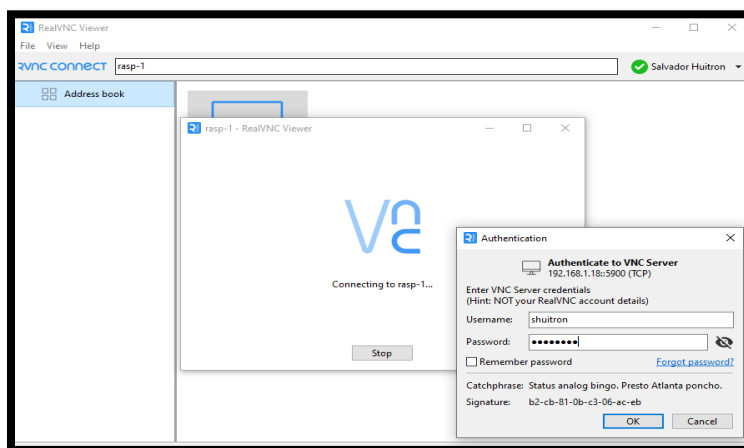 RealVNC Viewer
File View Help
RVNC CONNECT rasp-1 Salvador Huitron
Address book
rasp-1 - RealVNC Viewer
Connecting to rasp-1...
Stop
Authentication
Authenticate to VNC Server
192.168.1.18::5900 (TCP)
Enter VNC Server credentials
(Hint: NOT your RealVNC account details)
Username: shuitron
Password: ••••••••
Remember password Forgot password?
Catchphrase: Status analog bingo. Presto Atlanta poncho.
Signature: b2-cb-81-0b-c3-06-ac-eb
OK Cancel